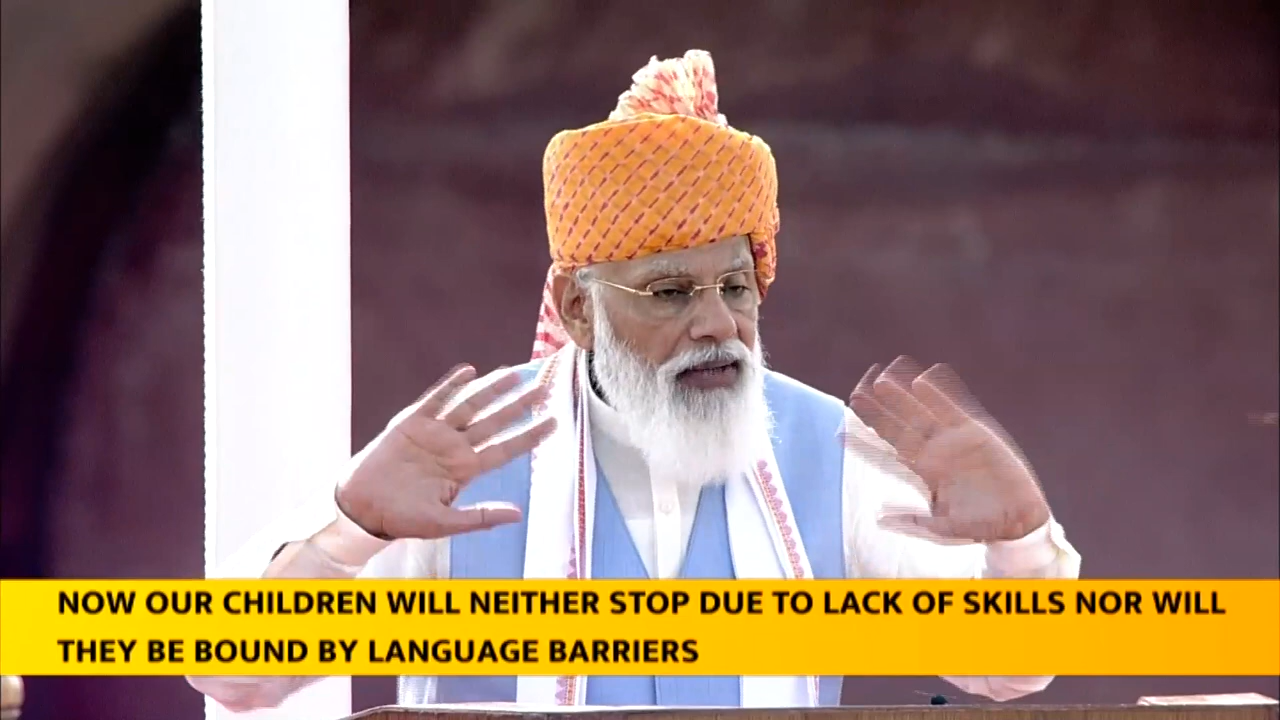 NOW OUR CHILDREN WILL NEITHER STOP DUE TO LACK OF SKILLS NOR WILL
THEY BE BOUND BY LANGUAGE BARRIERS